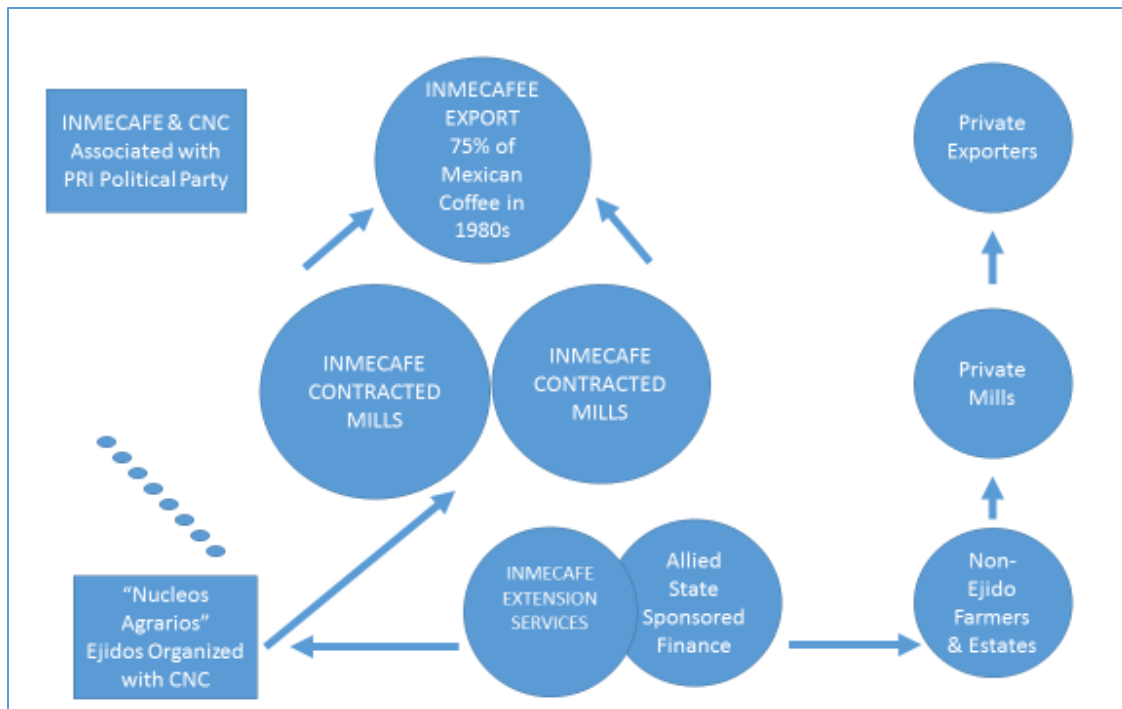 INMECAFE & CNC
Associated with
PRI Political Party
INMECAFEE
EXPORT
75% of
Mexican
Coffee in
1980s
Private
Exporters
INMECAFE
CONTRACTED
MILLS
INMECAFE
CONTRACTED
MILLS
Private
Mills
“Nucleos
Agrarios”
Ejidos Organized
with CNC
INMECAFE
EXTENSION
SERVICES
Allied
State
Sponsored
Finance
Non-
Ejido
Farmers
& Estates